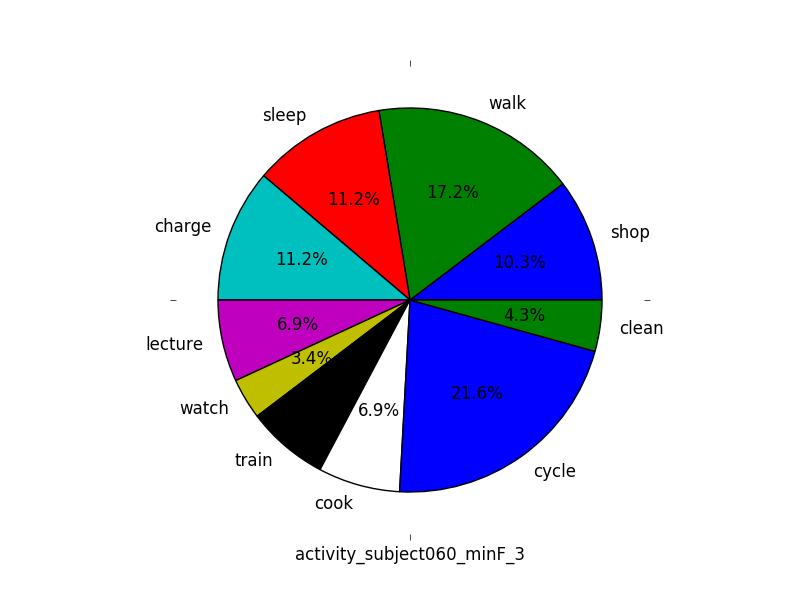 walk
sleep
17.2%
11.2%
charge
shop
11.2%
10.3%
6.9%
4.3%
clean
lecture
3.4%
watch
21.6%
6.9%
train
cycle
cook
activity_subject060_minF_3